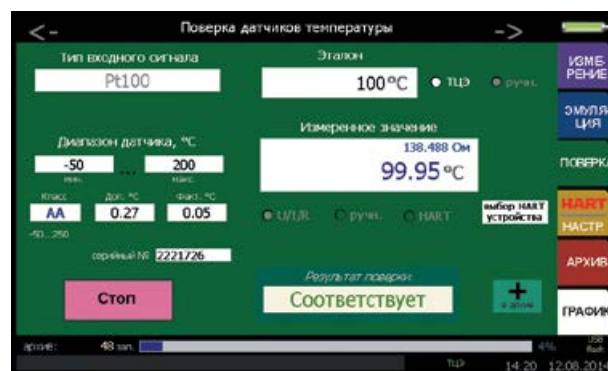 <- Поверка датчиков температуры ->
Тип входного сигнала
Pt100
Эталон
100°C ТЦЭ ручн.
Измеренное значение
138.488 Ом
99.95 °C
Диапазон датчика, °C
-50 ... 200
мин. макс.
Класс Доп. °C Факт. °C
AA 0.27 0.05
-50...250
U/I/R ручн. HART
выбор HART
устройства
серийный № 2221726
Стоп
Результат поверки
Соответствует
+
в архив
ИЗМЕ-
РЕНИЕ
ЭМУЛЯ-
ЦИЯ
ПОВЕРКА
HART
НАСТР.
АРХИВ
ГРАФИК
архив: 48 зап. 4% USB
flash
ТЦЭ 14:20 12.08.2014